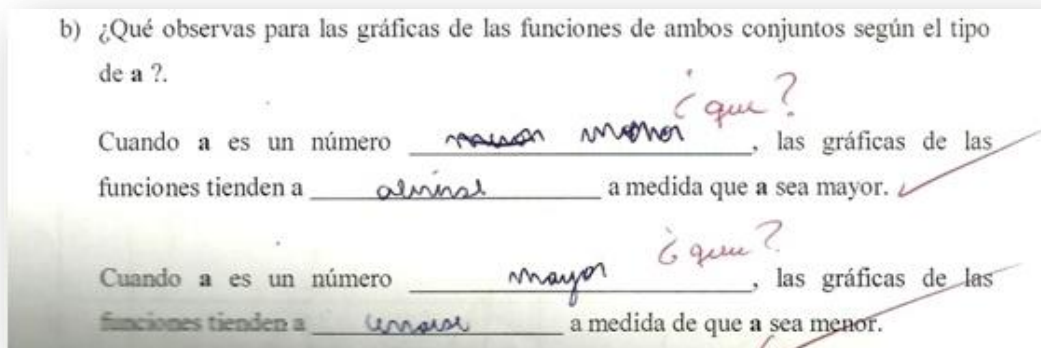 b) ¿Qué observas para las gráficas de las funciones de ambos conjuntos según el tipo
de a ?.
¿que?
Cuando a es un número menor, las gráficas de las
funciones tienden a abrirse a medida que a sea mayor.
¿que?
Cuando a es un número mayor, las gráficas de las
funciones tienden a cerrarse a medida de que a sea menor.